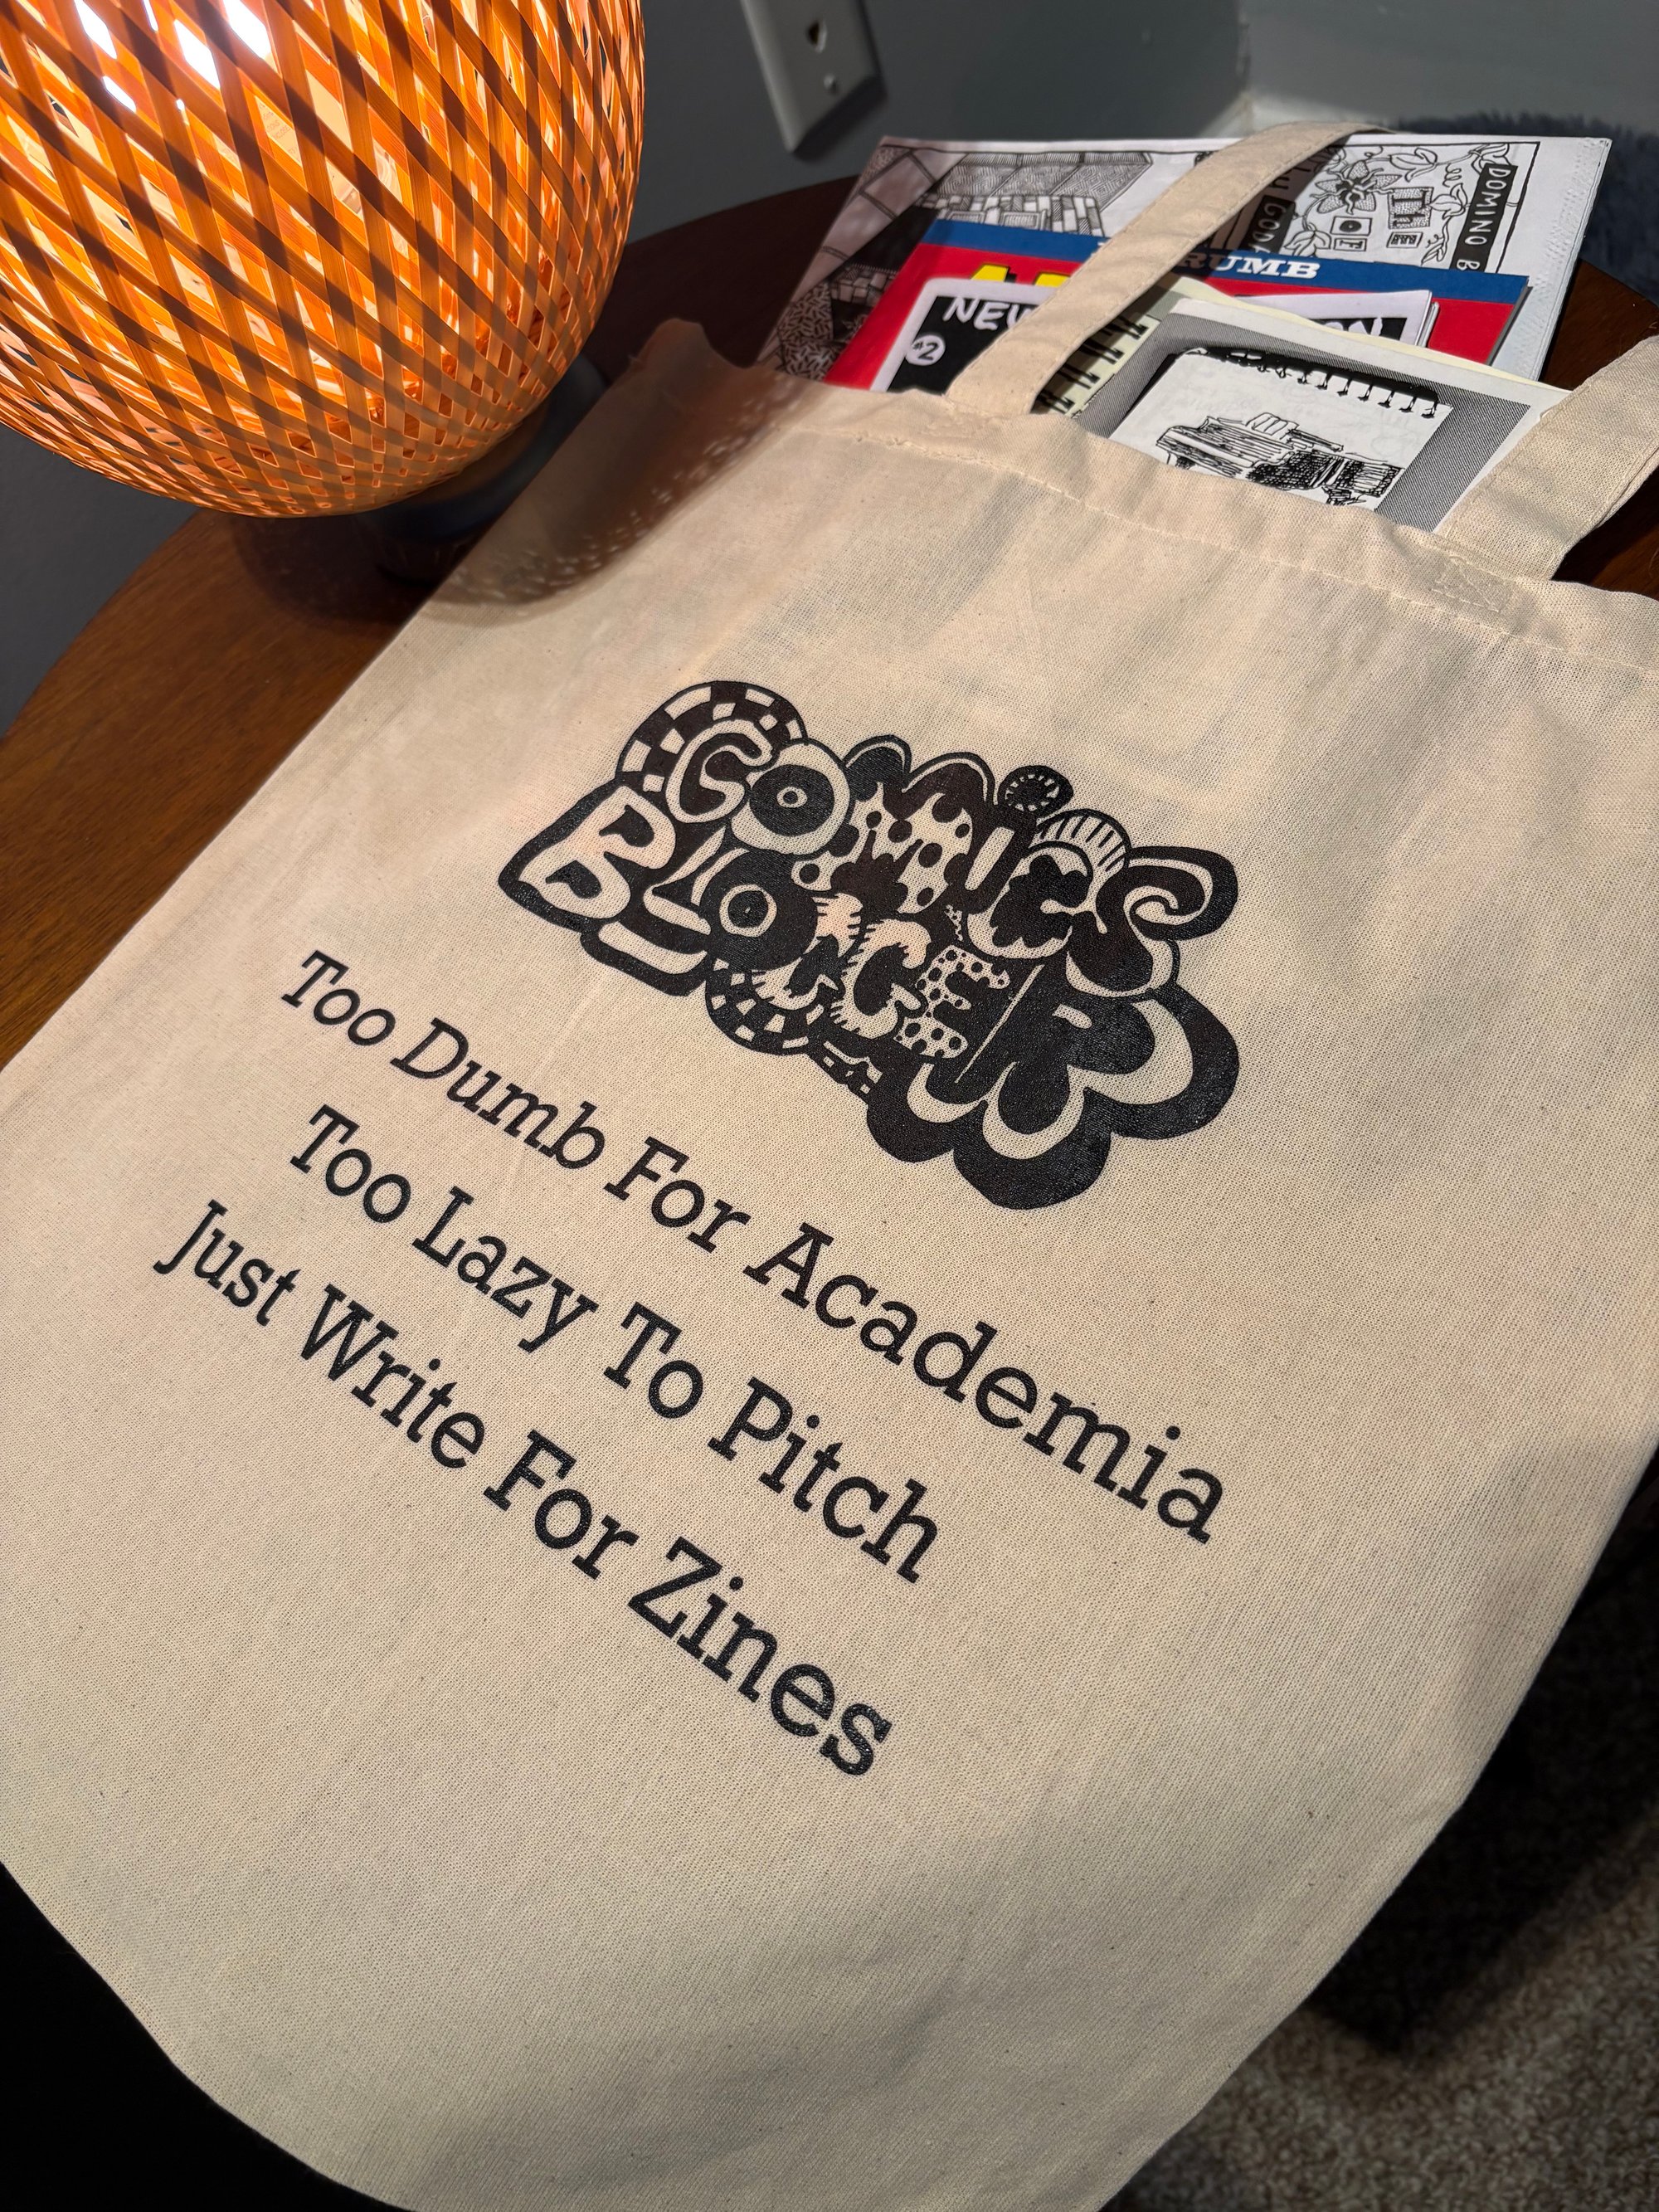 DOMINO B
RUMB
NEW
#2
COMiCS
BLOGGER
Too Dumb For Academia
Too Lazy To Pitch
Just Write For Zines